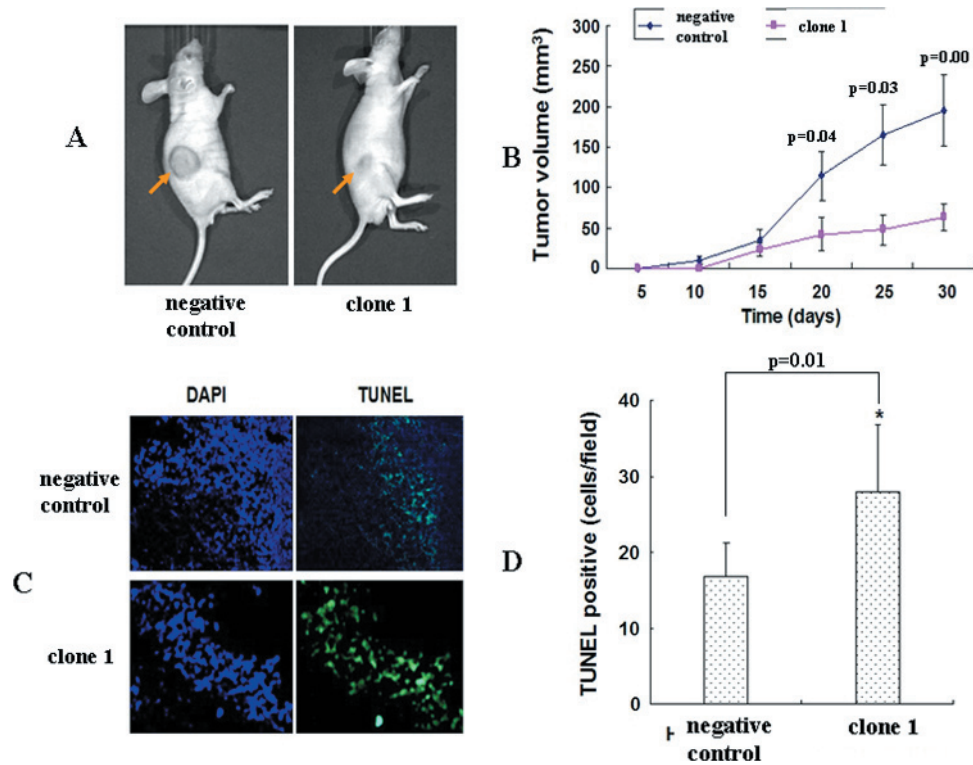 A
negative
control
clone 1
B
negative
control
clone 1
Tumor volume (mm³)
300
250
200
150
100
50
0
p=0.04
p=0.03
p=0.00
5 10 15 20 25 30
Time (days)
C
DAPI TUNEL
negative
control
clone 1
D
p=0.01
*
TUNEL positive (cells/field)
40
30
20
10
0
negative
control
clone 1